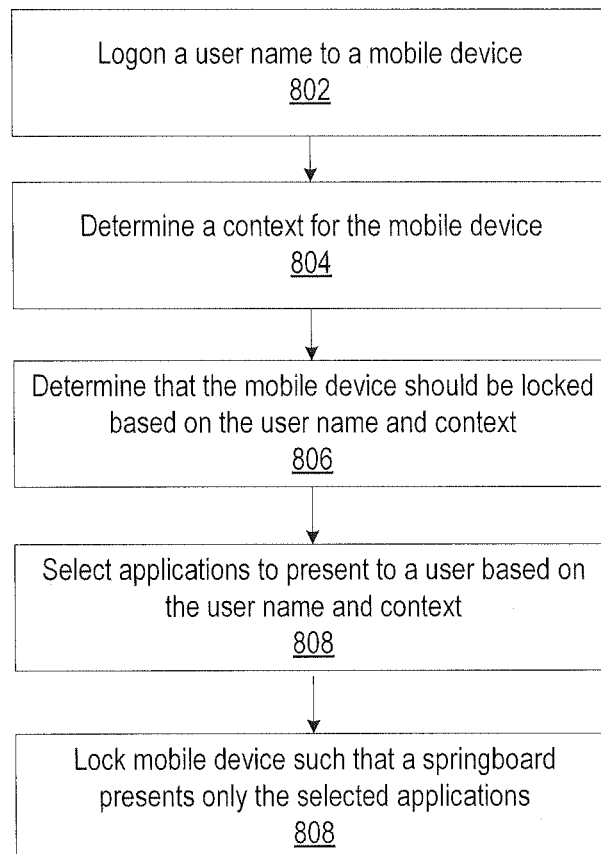 Logon a user name to a mobile device
802
Determine a context for the mobile device
804
Determine that the mobile device should be locked
based on the user name and context
806
Select applications to present to a user based on
the user name and context
808
Lock mobile device such that a springboard
presents only the selected applications
808